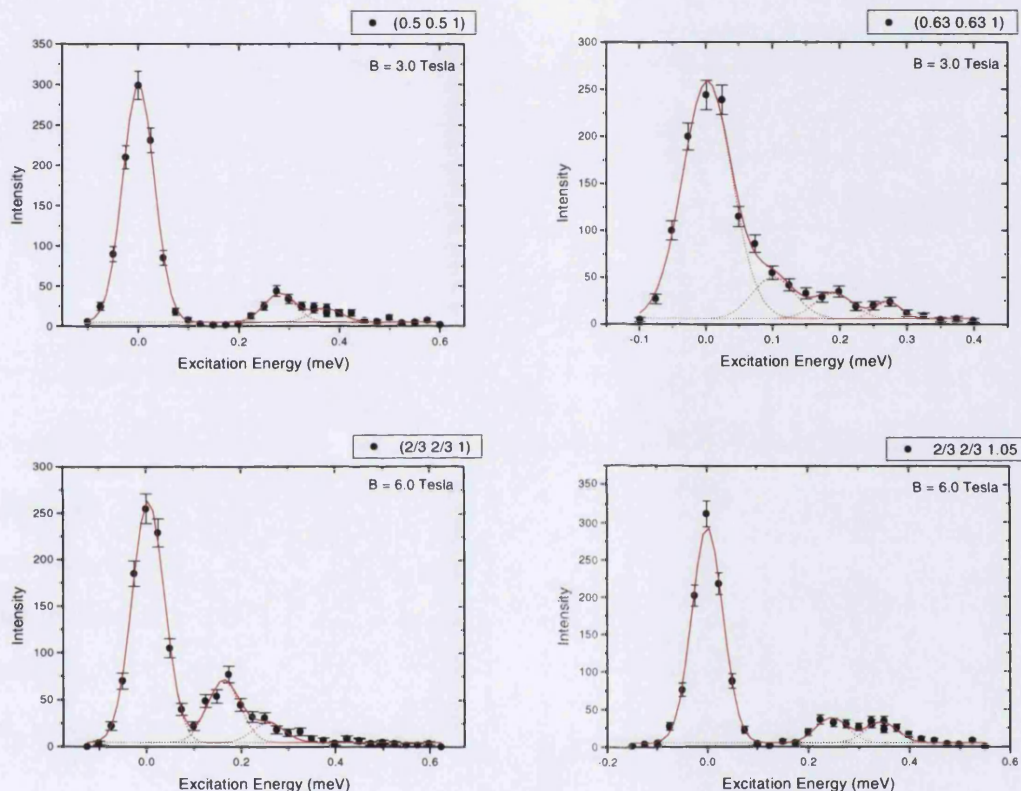 (0.5 0.5 1)
B = 3.0 Tesla
350
300
250
200
150
100
50
0
Intensity
0.0 0.2 0.4 0.6
Excitation Energy (meV)
(0.63 0.63 1)
B = 3.0 Tesla
300
250
200
150
100
50
0
Intensity
-0.1 0.0 0.1 0.2 0.3 0.4
Excitation Energy (meV)
(2/3 2/3 1)
B = 6.0 Tesla
300
250
200
150
100
50
0
Intensity
0.0 0.2 0.4 0.6
Excitation Energy (meV)
2/3 2/3 1.05
B = 6.0 Tesla
350
300
250
200
150
100
50
0
Intensity
0.2 0.0 0.2 0.4 0.6
Excitation Energy (meV)